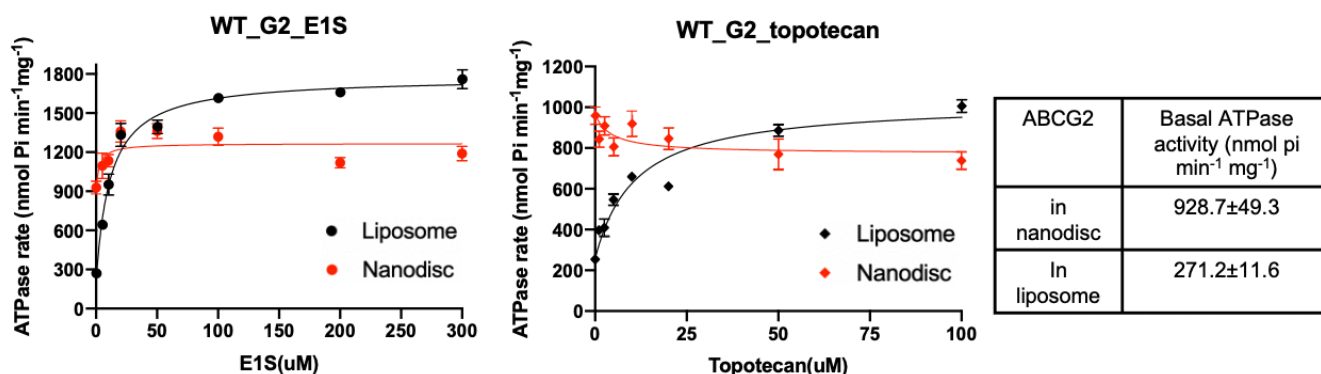 WT_G2_E1S
ATPase rate (nmol Pi min⁻¹mg⁻¹)
1800
1500
1200
900
600
300
0
0 50 100 150 200 250 300
E1S(uM)
Liposome
Nanodisc
WT_G2_topotecan
ATPase rate (nmol Pi min⁻¹mg⁻¹)
1200
1000
800
600
400
200
0
0 25 50 75 100
Topotecan(uM)
Liposome
Nanodisc
ABCG2
Basal ATPase
activity (nmol pi
min⁻¹ mg⁻¹)
in
nanodisc
928.7±49.3
In
liposome
271.2±11.6